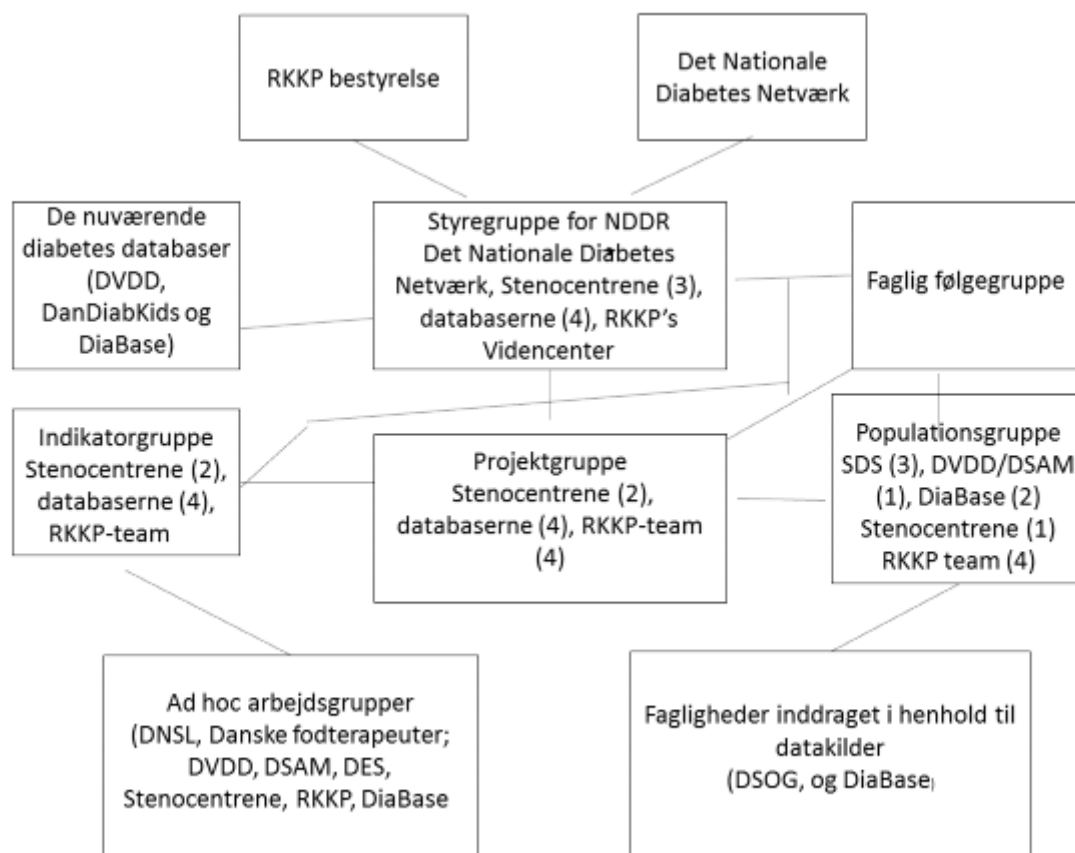 RKKP bestyrelse
Det Nationale
Diabetes Netværk
De nuværende
diabetes databaser
(DVDD,
DanDiabKids og
DiaBase)
Styregruppe for NDDR
Det Nationale Diabetes
Netværk, Stenocentrene (3),
databaserne (4), RKKP's
Videncenter
Faglig følgegruppe
Indikatorgruppe
Stenocentrene (2),
databaserne (4),
RKKP-team
Projektgruppe
Stenocentrene (2),
databaserne (4), RKKP-team
(4)
Populationsgruppe
SDS (3), DVDD/DSAM
(1), DiaBase (2)
Stenocentrene (1)
RKKP team (4)
Ad hoc arbejdsgrupper
(DNSL, Danske fodterapeuter;
DVDD, DSAM, DES,
Stenocentrene, RKKP, DiaBase
Fagligheder inddraget i henhold til
datakilder
(DSOG, og DiaBase)